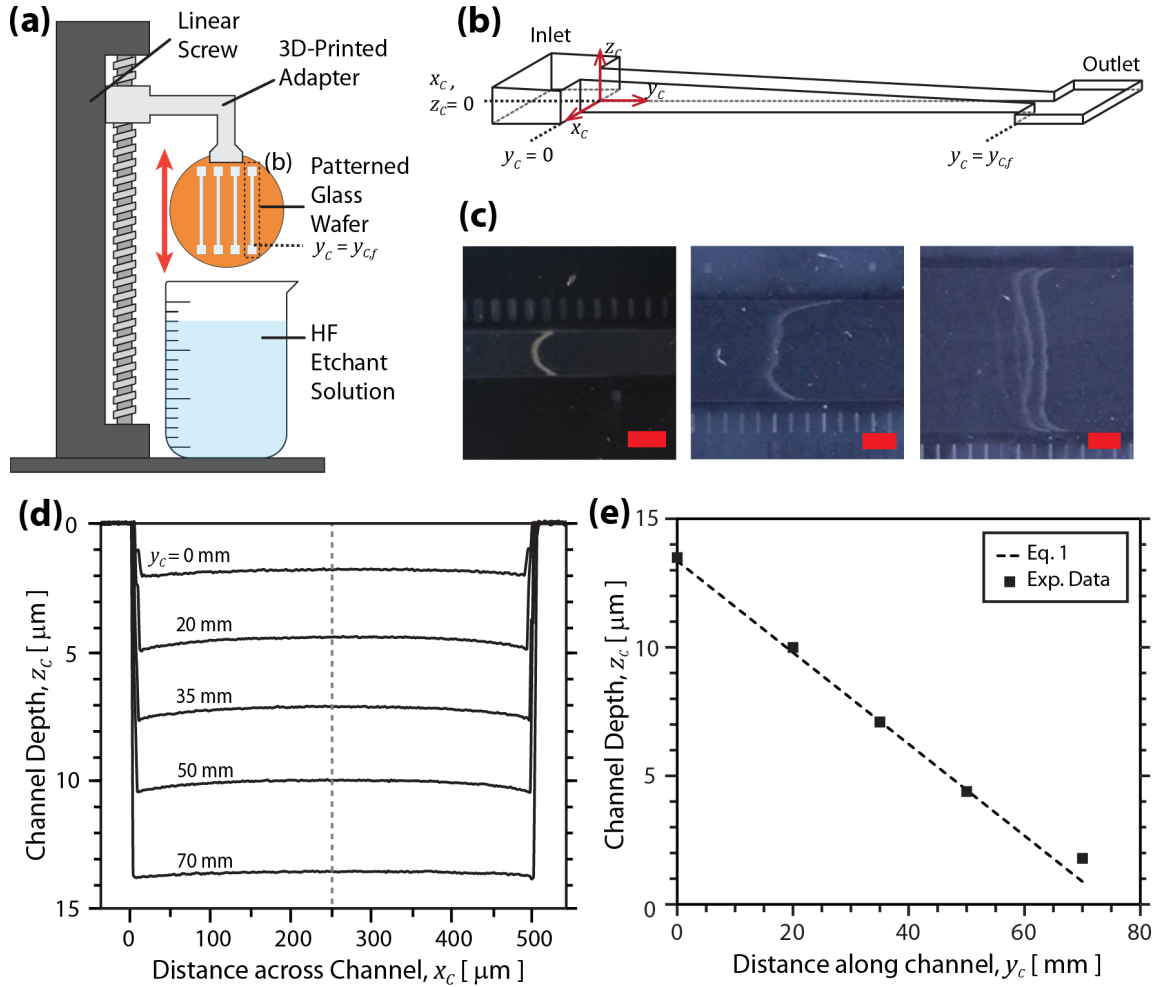 (a)
Linear
Screw
3D-Printed
Adapter
(b)
Patterned
Glass
Wafer
y_C = y_C,f
HF
Etchant
Solution
(b)
Inlet
z_C
Outlet
x_C ,
z_C = 0
y_C
x_C
y_C = 0
y_C = y_C,f
(c)
(d)
0
5
10
15
Channel Depth, z_C [ µm ]
y_C = 0 mm
20 mm
35 mm
50 mm
70 mm
0 100 200 300 400 500
Distance across Channel, x_C [ µm ]
(e)
15
10
5
0
Channel Depth, z_C [ µm ]
Eq. 1
Exp. Data
0 20 40 60 80
Distance along channel, y_C [ mm ]